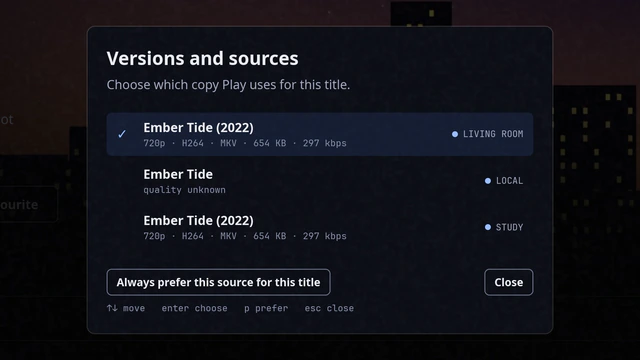 Versions and sources
Choose which copy Play uses for this title.
✓ Ember Tide (2022)
720p · H264 · MKV · 654 KB · 297 kbps
LIVING ROOM
Ember Tide
quality unknown
LOCAL
Ember Tide (2022)
720p · H264 · MKV · 654 KB · 297 kbps
STUDY
Always prefer this source for this title
Close
↑↓ move enter choose p prefer esc close
ot
ourite